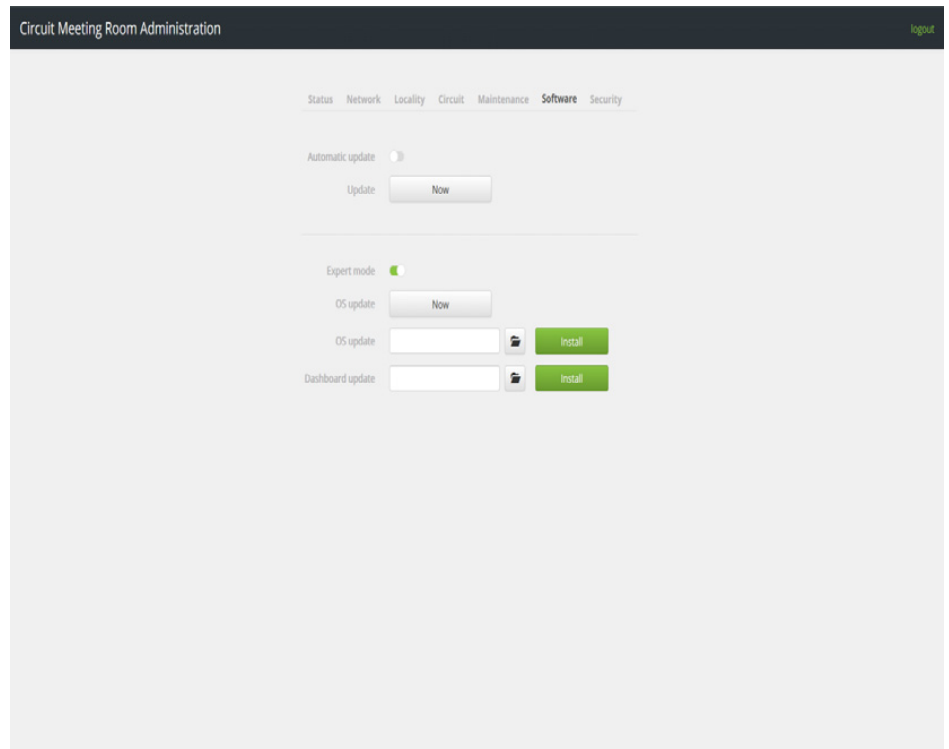 Circuit Meeting Room Administration logout
Status Network Locality Circuit Maintenance Software Security
Automatic update
Update Now
Expert mode
OS update Now
OS update Install
Dashboard update Install